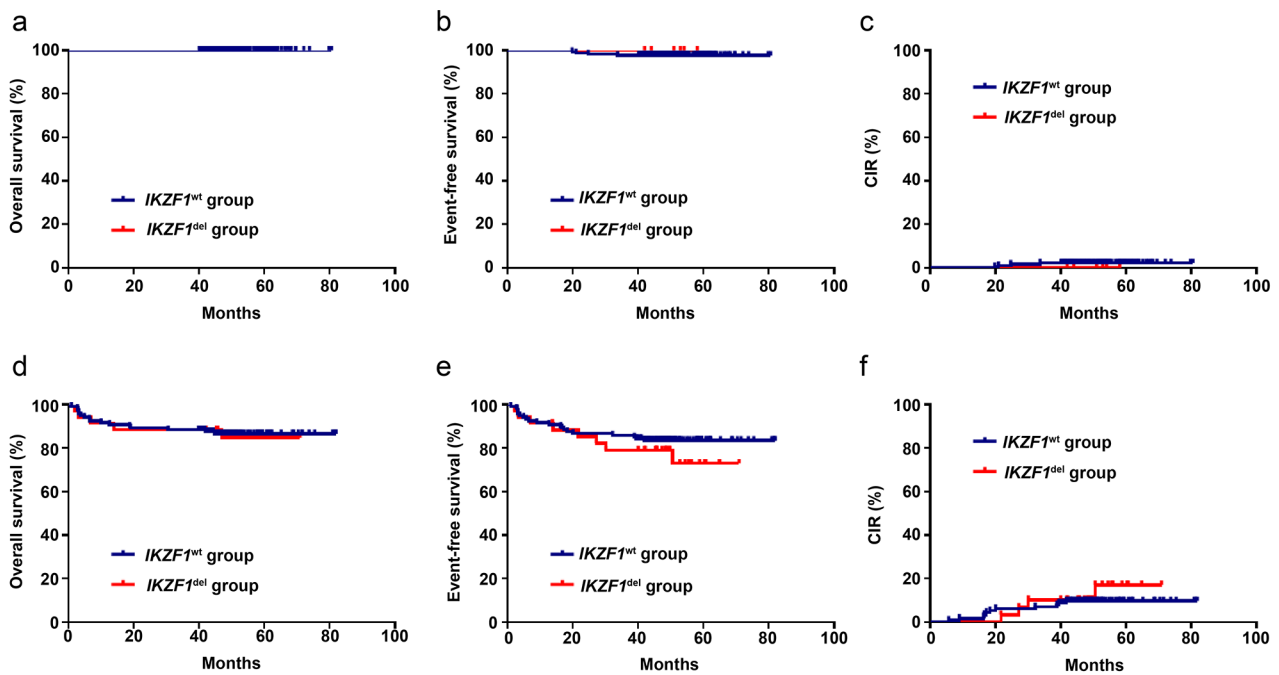 a
Overall survival (%)
100
80
60
40
20
0
IKZF1wt group
IKZF1del group
0 20 40 60 80 100
Months
b
Event-free survival (%)
100
80
60
40
20
0
IKZF1wt group
IKZF1del group
0 20 40 60 80 100
Months
c
CIR (%)
100
80
60
40
20
0
IKZF1wt group
IKZF1del group
0 20 40 60 80 100
Months
d
Overall survival (%)
100
80
60
40
20
0
IKZF1wt group
IKZF1del group
0 20 40 60 80 100
Months
e
Event-free survival (%)
100
80
60
40
20
0
IKZF1wt group
IKZF1del group
0 20 40 60 80 100
Months
f
CIR (%)
100
80
60
40
20
0
IKZF1wt group
IKZF1del group
0 20 40 60 80 100
Months